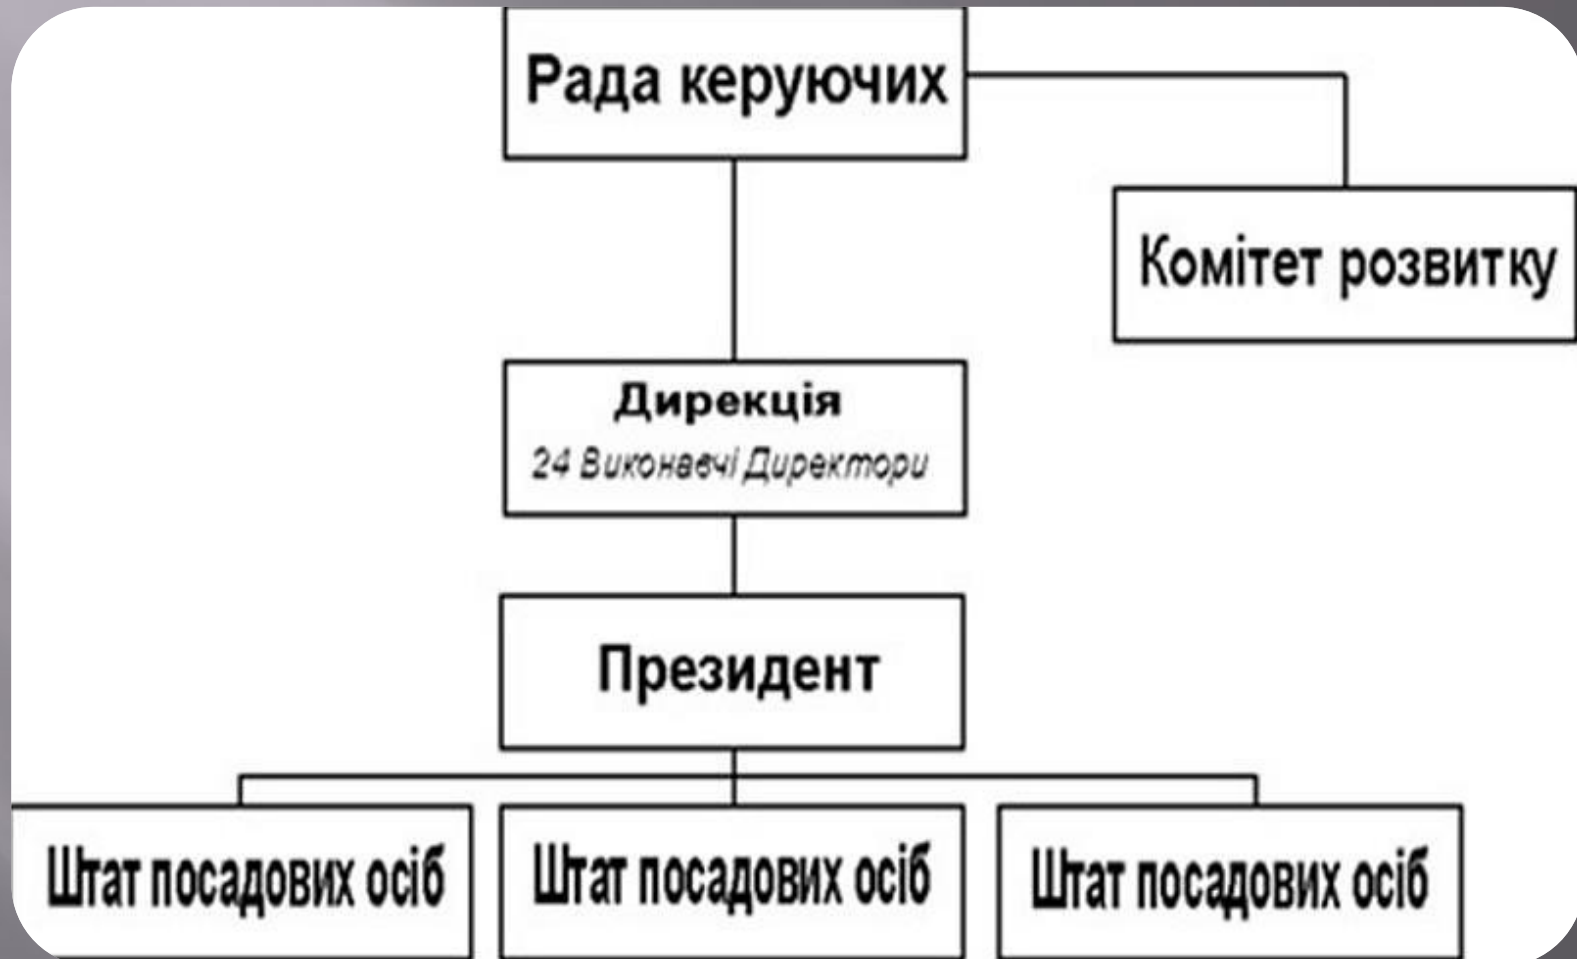 Рада керуючих
Комітет розвитку
Дирекція
24 Виконавчі Директори
Президент
Штат посадових осіб
Штат посадових осіб
Штат посадових осіб